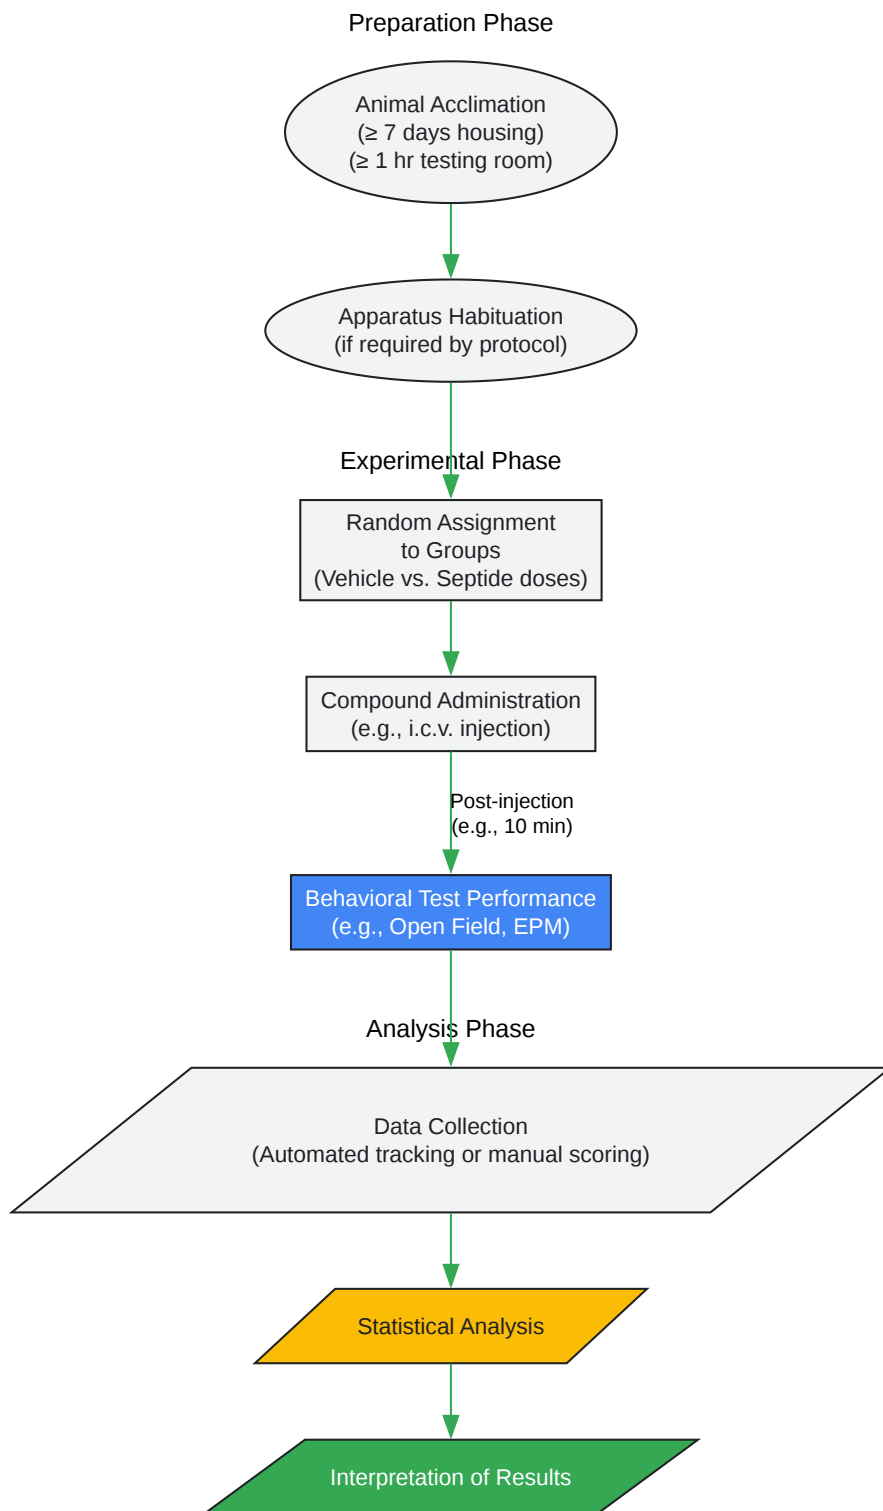 Preparation Phase
Animal Acclimation
(≥ 7 days housing)
(≥ 1 hr testing room)
Apparatus Habituation
(if required by protocol)
Experimental Phase
Random Assignment
to Groups
(Vehicle vs. Septide doses)
Compound Administration
(e.g., i.c.v. injection)
Post-injection
(e.g., 10 min)
Behavioral Test Performance
(e.g., Open Field, EPM)
Analysis Phase
Data Collection
(Automated tracking or manual scoring)
Statistical Analysis
Interpretation of Results